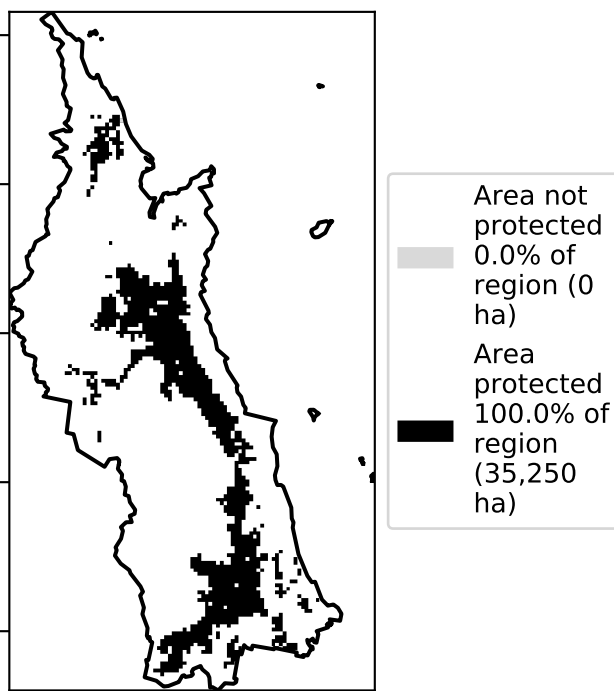 Area not
protected
0.0% of
region (0
ha)
Area
protected
100.0% of
region
(35,250
ha)